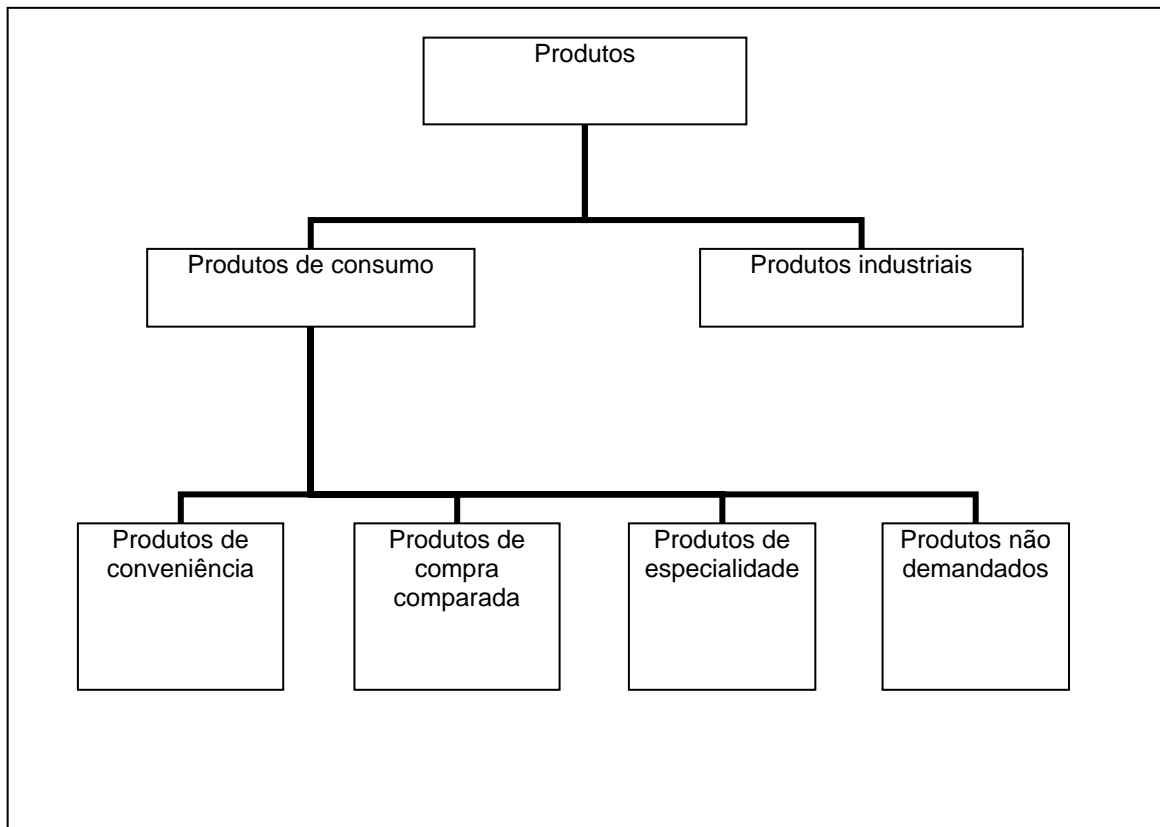 Produtos
Produtos de consumo
Produtos industriais
Produtos de
conveniência
Produtos de
compra
comparada
Produtos de
especialidade
Produtos não
demandados